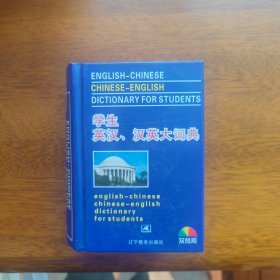 ENGLISH-CHINESE
CHINESE-ENGLISH
DICTIONARY FOR STUDENTS
学生
英汉、汉英大词典
english-chinese
chinese-english
dictionary
for students
辽宁教育出版社
双色版